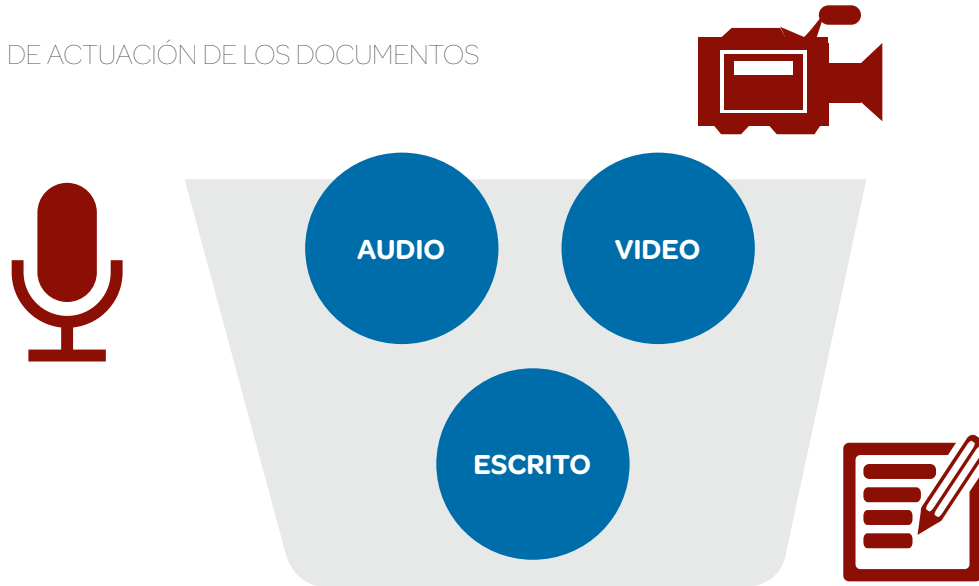 DE ACTUACIÓN DE LOS DOCUMENTOS
AUDIO
VIDEO
ESCRITO